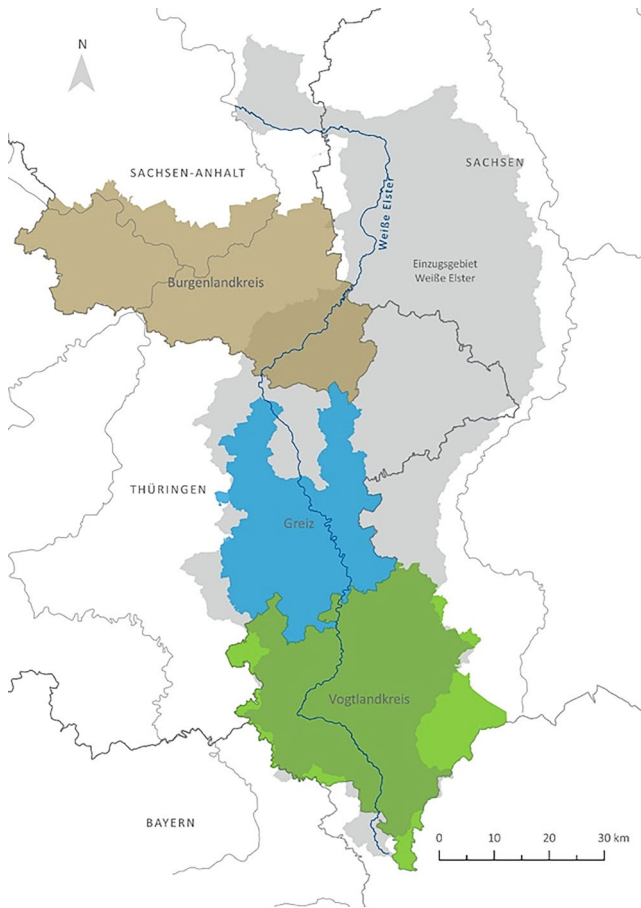 N
SACHSEN-ANHALT
SACHSEN
Weiße Elster
Einzugsgebiet
Weiße Elster
Burgenlandkreis
THÜRINGEN
Greiz
Vogtlandkreis
BAYERN
0 10 20 30 km